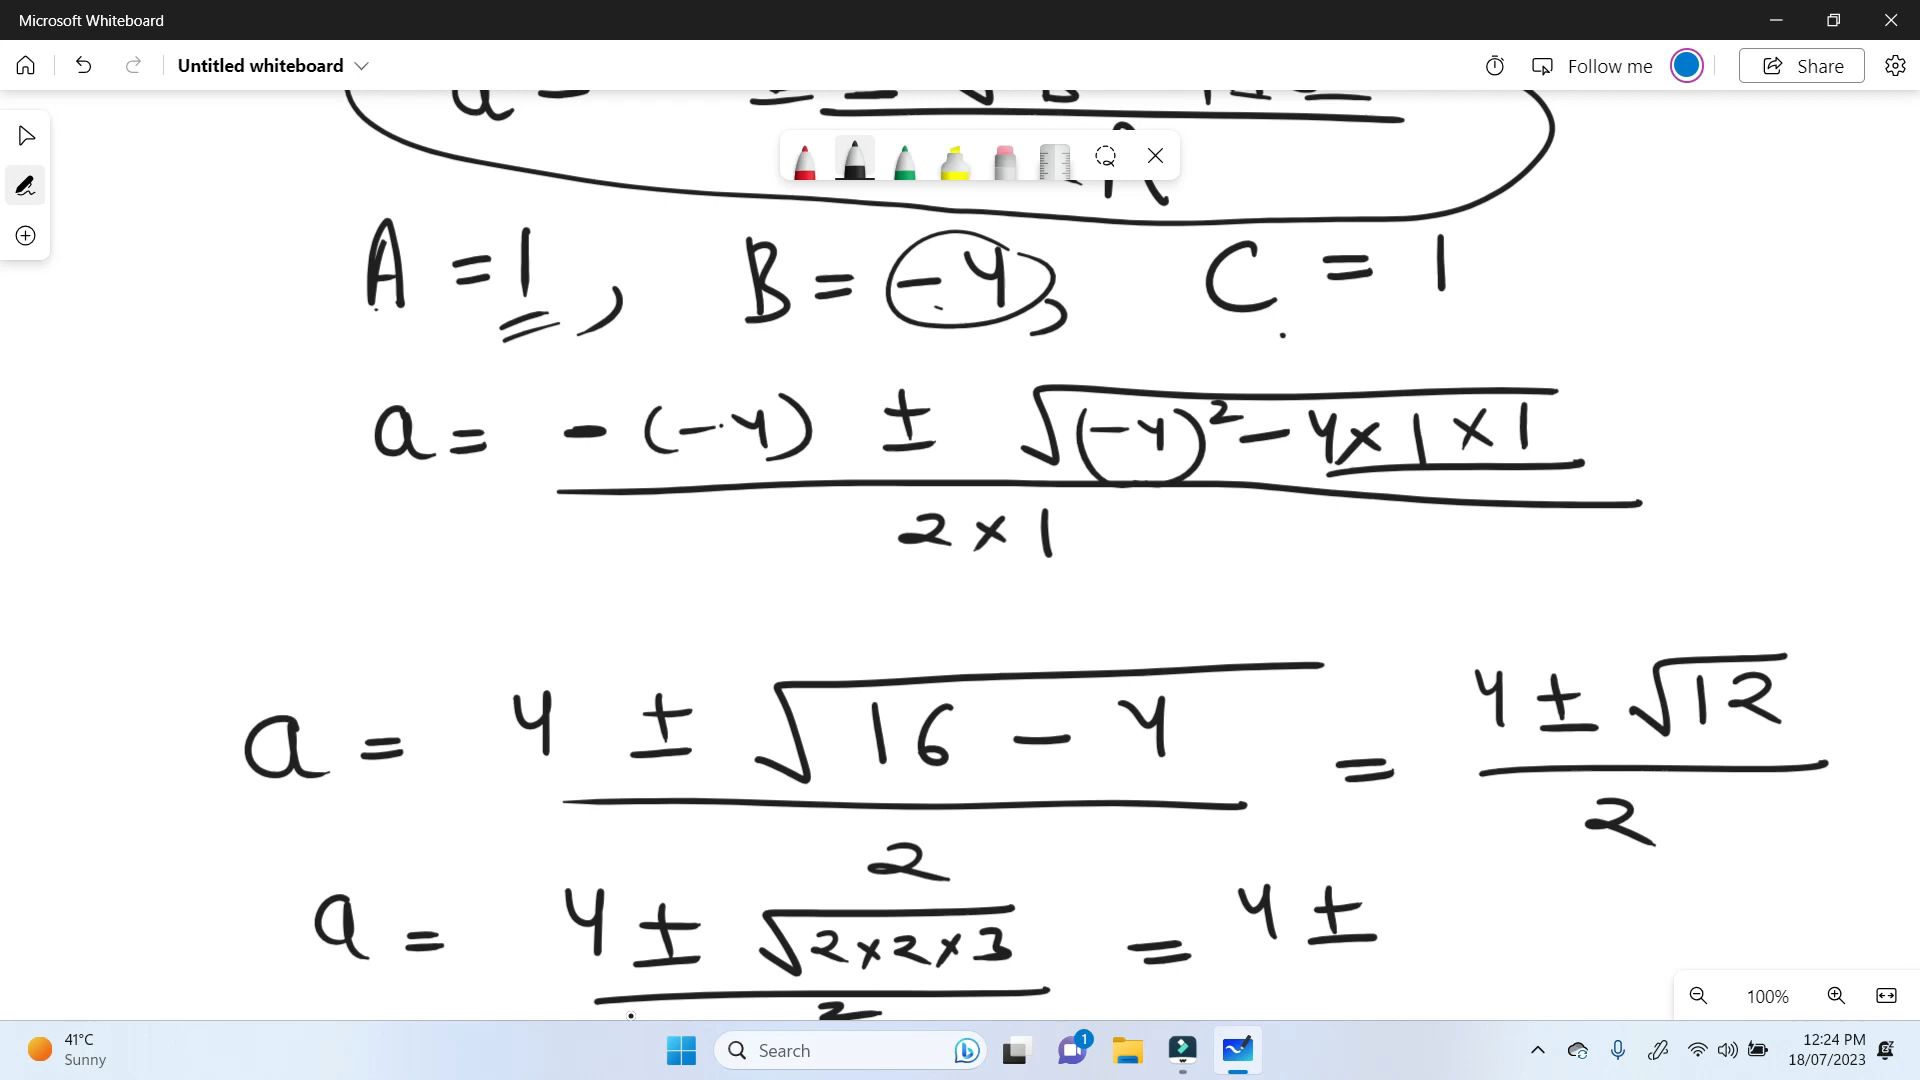 Microsoft Whiteboard
Untitled whiteboard
Follow me
Share
A = 1, B = -4, C = 1
a = -(-4) ± √(-4)² - 4 × 1 × 1
2 × 1
a = 4 ± √16 - 4 = 4 ± √12
2
2
a = 4 ± √2×2×3 = 4 ±
2
100%
41°C
Sunny
Search
1
12:24 PM
18/07/2023